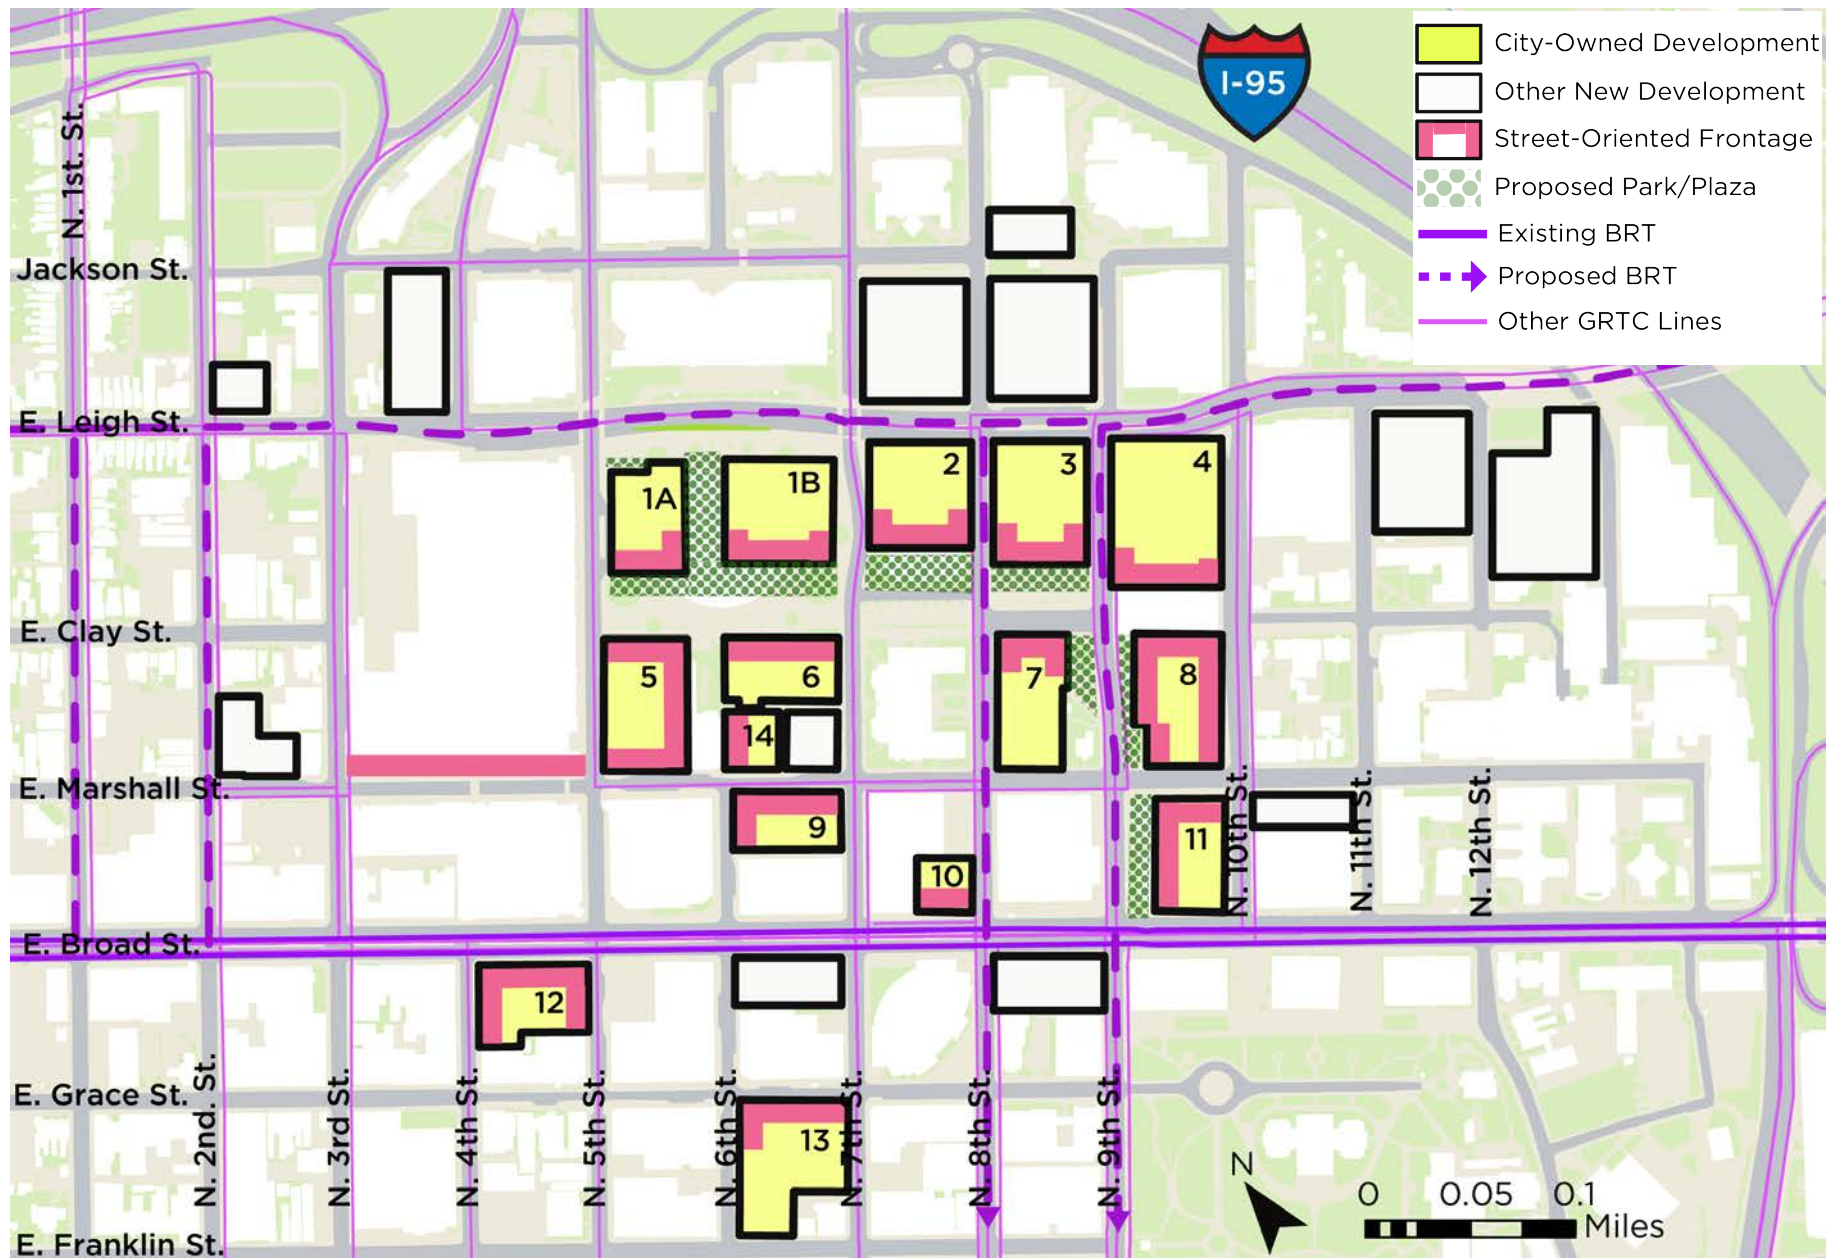 City-Owned Development
Other New Development
Street-Oriented Frontage
Proposed Park/Plaza
Existing BRT
Proposed BRT
Other GRTC Lines
I-95
N. 1st. St.
Jackson St.
E. Leigh St.
1A
1B
2
3
4
E. Clay St.
5
6
7
8
14
E. Marshall St.
9
10
11
N. 10th St.
N. 11th St.
N. 12th St.
E. Broad St.
12
E. Grace St.
N. 2nd. St.
N. 3rd St.
N. 4th St.
N. 5th St.
N. 6th St.
13
N. 7th St.
N. 8th St.
N. 9th St.
N
0 0.05 0.1
Miles
E. Franklin St.